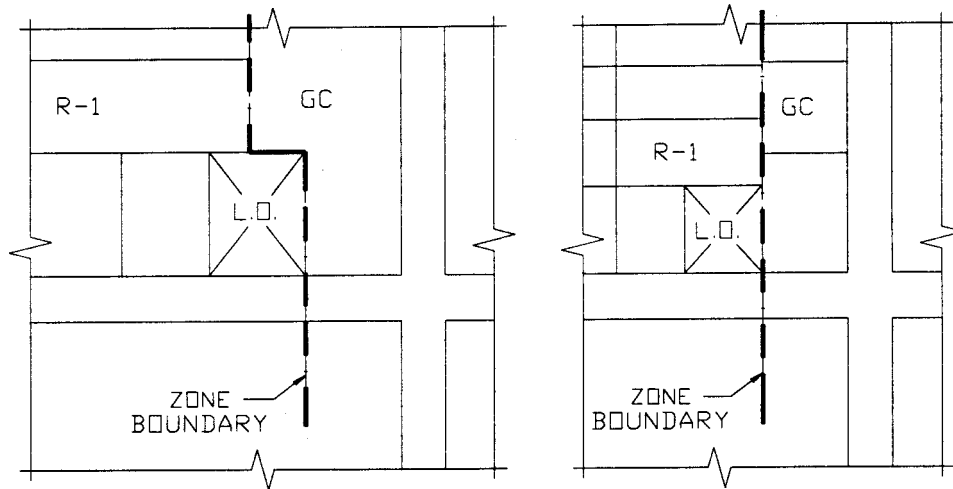 R-1
GC
L.O.
ZONE
BOUNDARY
GC
R-1
L.O.
ZONE
BOUNDARY